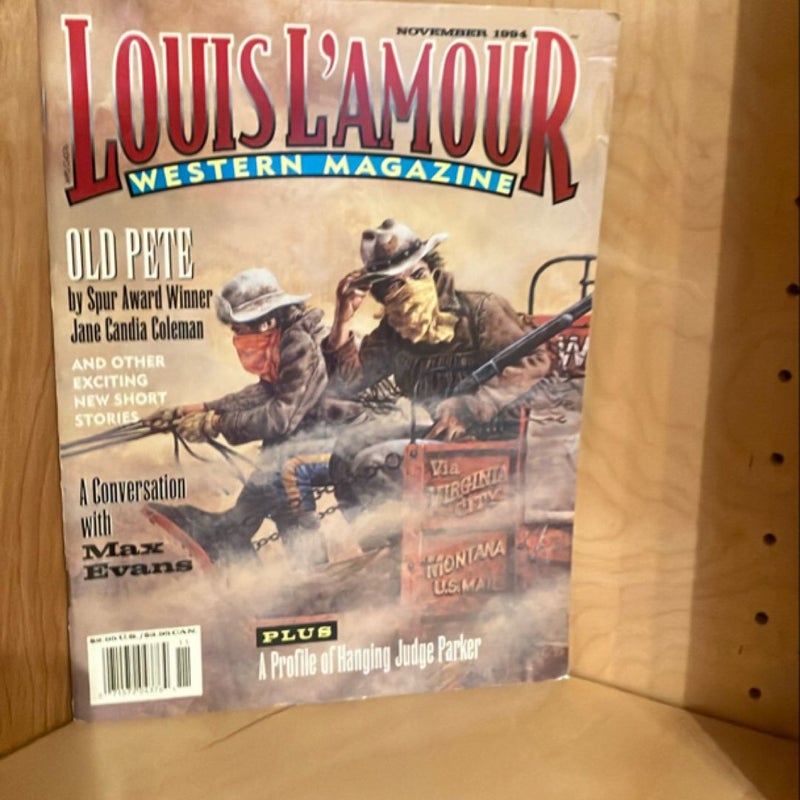 NOVEMBER 1994
LOUIS L'AMOUR
WESTERN MAGAZINE
OLD PETE
by Spur Award Winner
Jane Candia Coleman
AND OTHER
EXCITING
NEW SHORT
STORIES
A Conversation
with
Max
Evans
W
Via
VIRGINIA
CITY
MONTANA
U.S. MAIL
PLUS
A Profile of Hanging Judge Parker